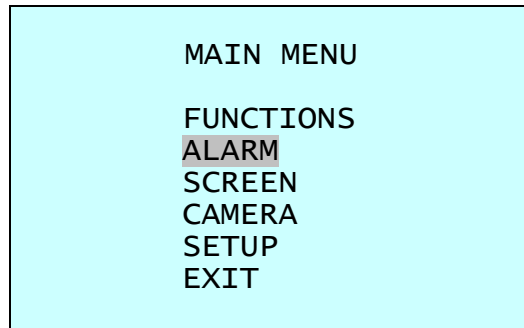 MAIN MENU
FUNCTIONS
ALARM
SCREEN
CAMERA
SETUP
EXIT